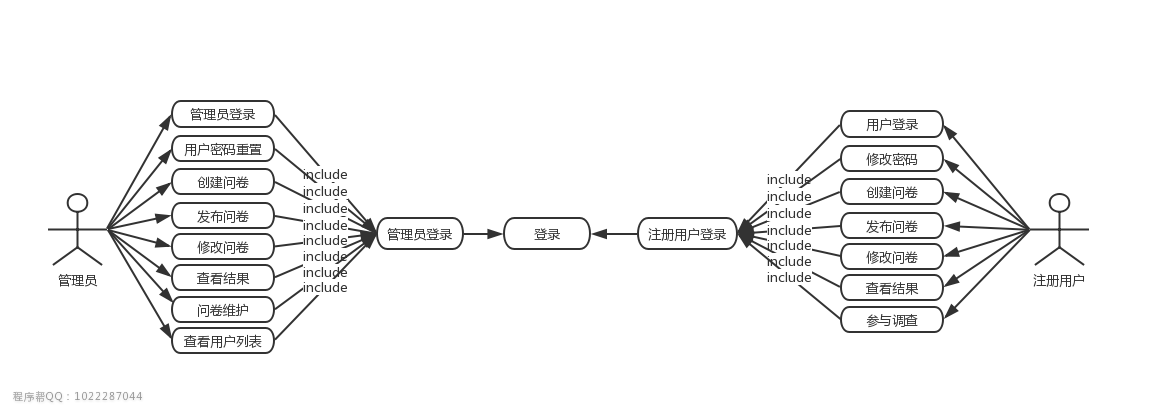 管理员登录
用户密码重置
创建问卷
发布问卷
修改问卷
查看结果
问卷维护
查看用户列表
管理员
include
include
include
include
include
include
include
include
管理员登录
登录
注册用户登录
include
include
include
include
include
include
include
用户登录
修改密码
创建问卷
发布问卷
修改问卷
查看结果
参与调查
注册用户
程序帮QQ：1022287044